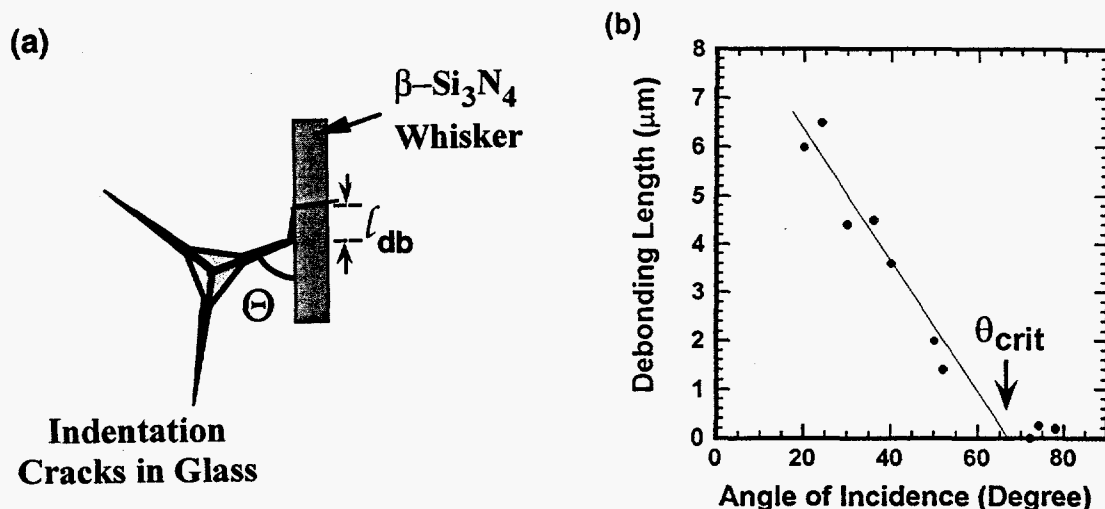 (a)
β–Si₃N₄
Whisker
l db
Θ
Indentation
Cracks in Glass
(b)
Debonding Length (μm)
8
7
6
5
4
3
2
1
0
θcrit
0 20 40 60 80
Angle of Incidence (Degree)